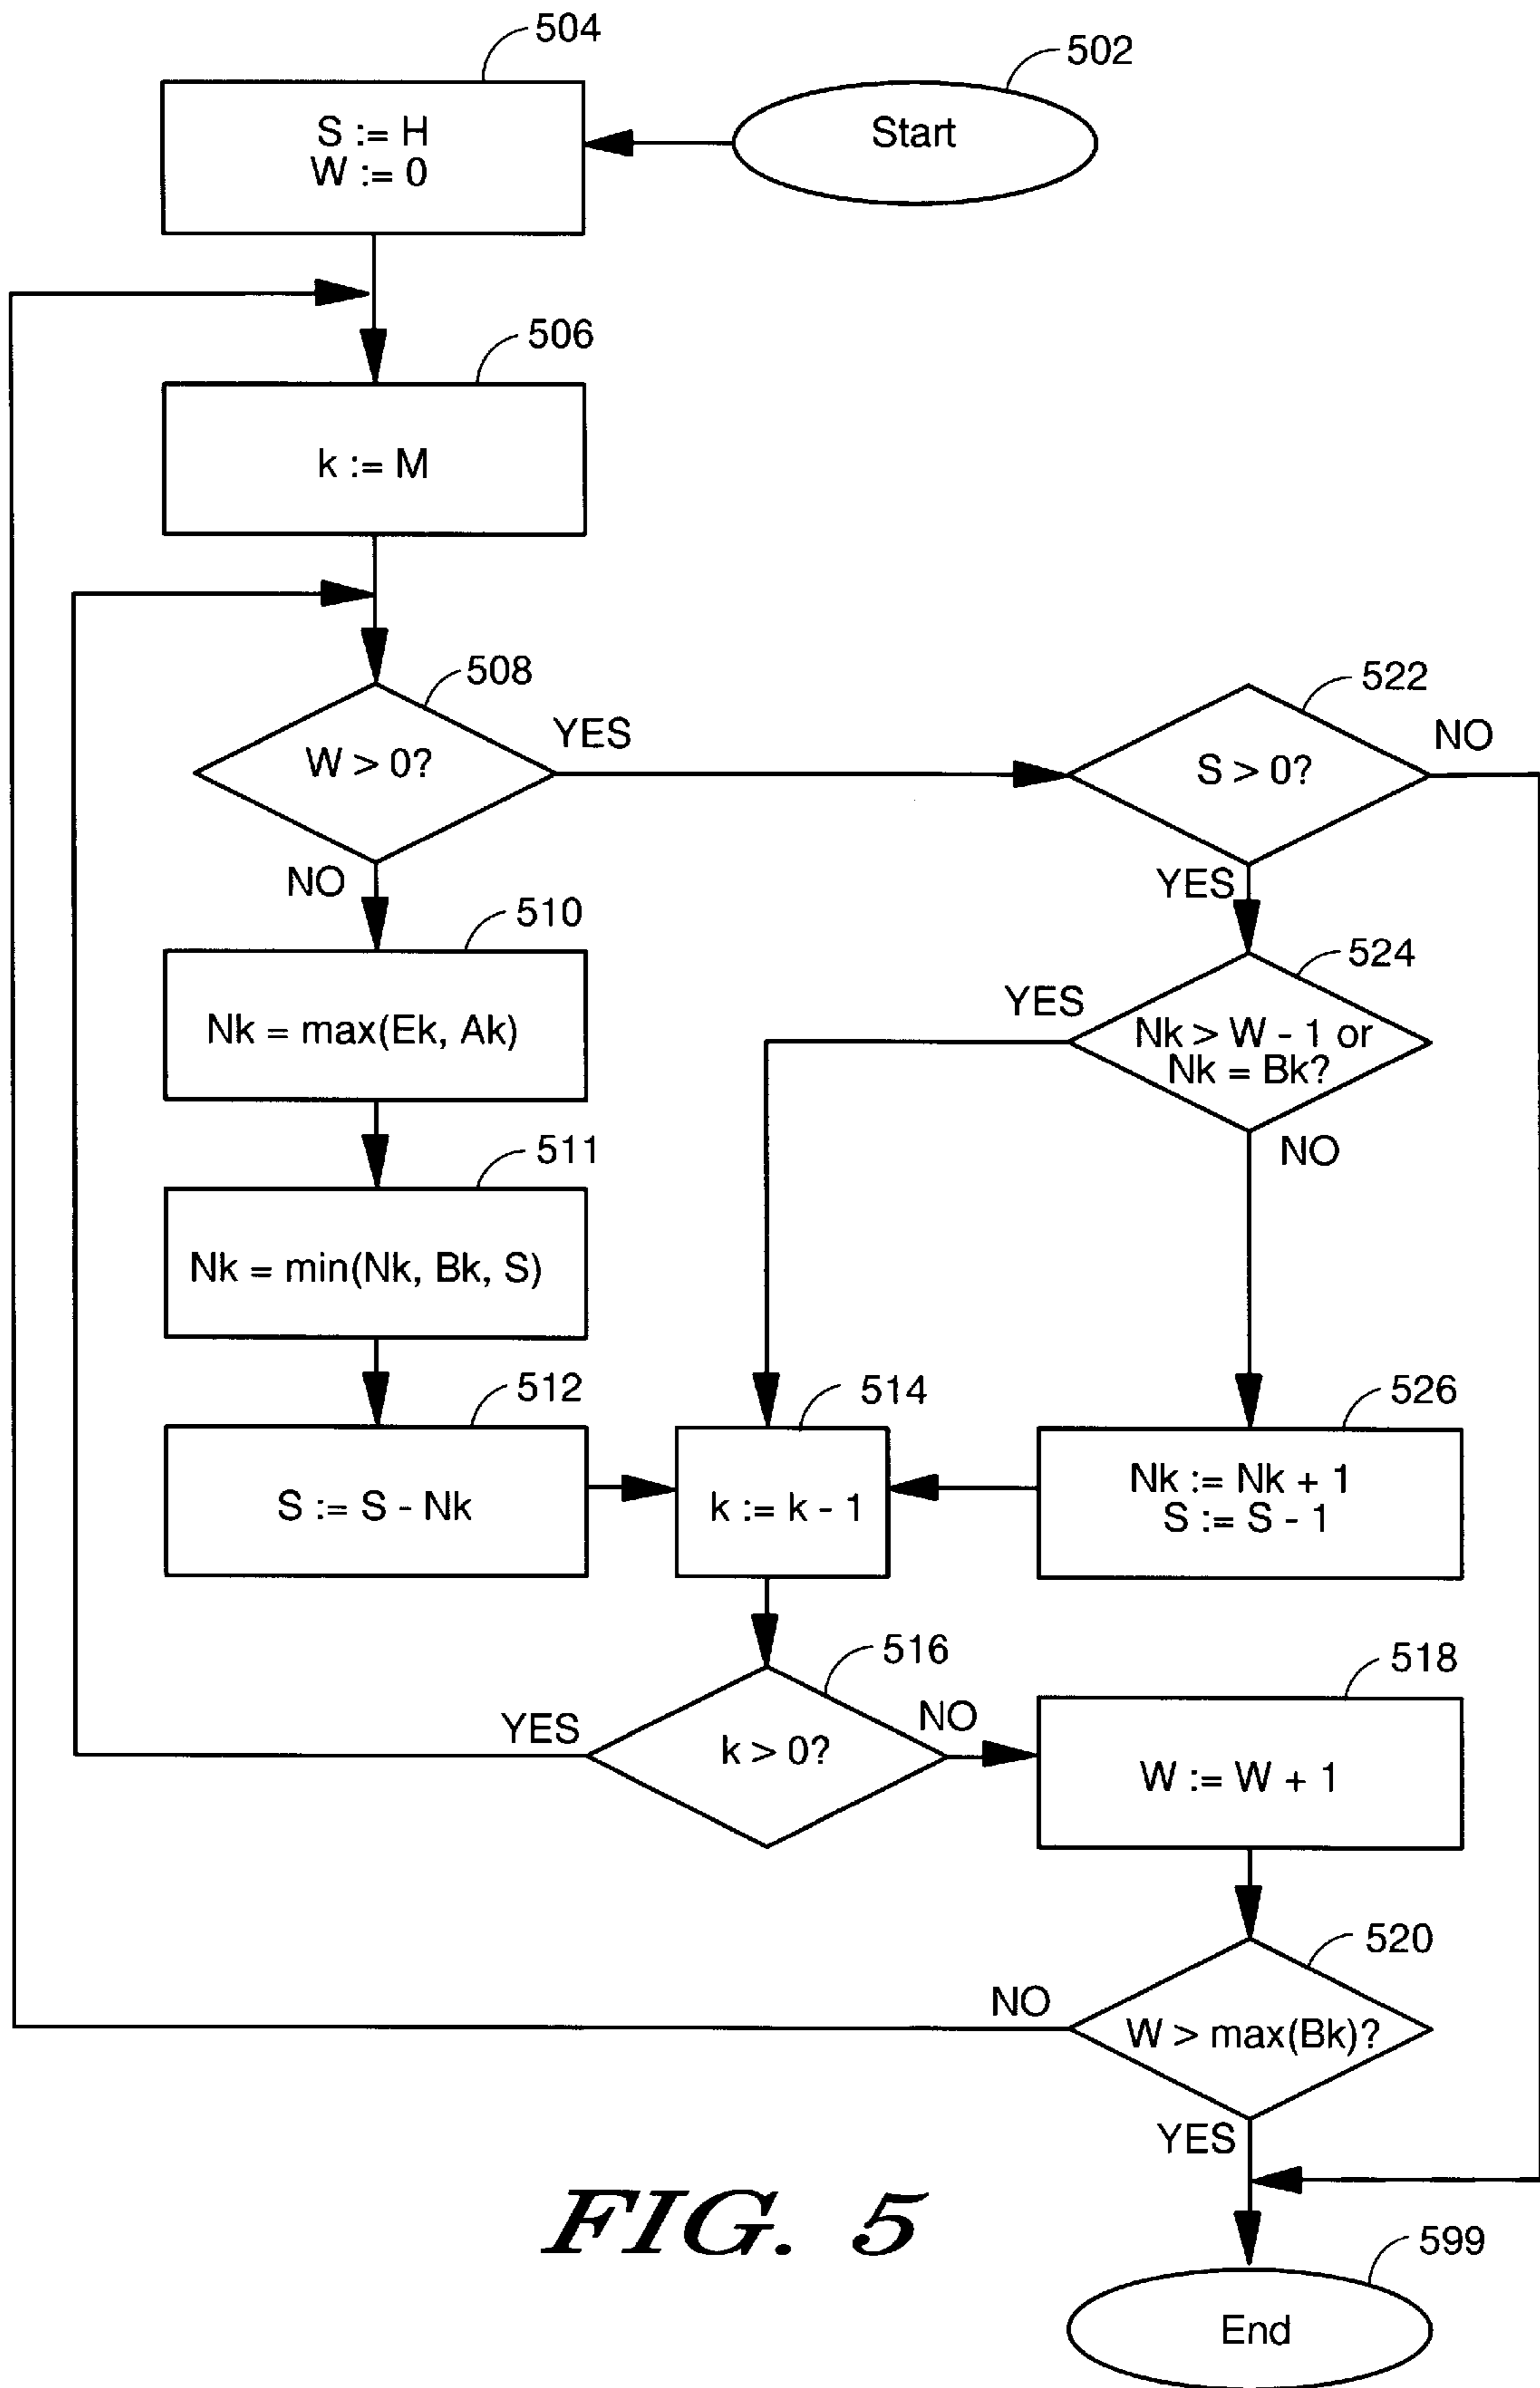 504
502
S := H
W := 0
Start
506
k := M
508
W > 0?
YES
NO
522
S > 0?
NO
YES
510
Nk = max(Ek, Ak)
524
YES
Nk > W - 1 or
Nk = Bk?
NO
511
Nk = min(Nk, Bk, S)
512
S := S - Nk
514
k := k - 1
526
Nk := Nk + 1
S := S - 1
516
YES
k > 0?
NO
518
W := W + 1
520
NO
W > max(Bk)?
YES
FIG. 5
599
End